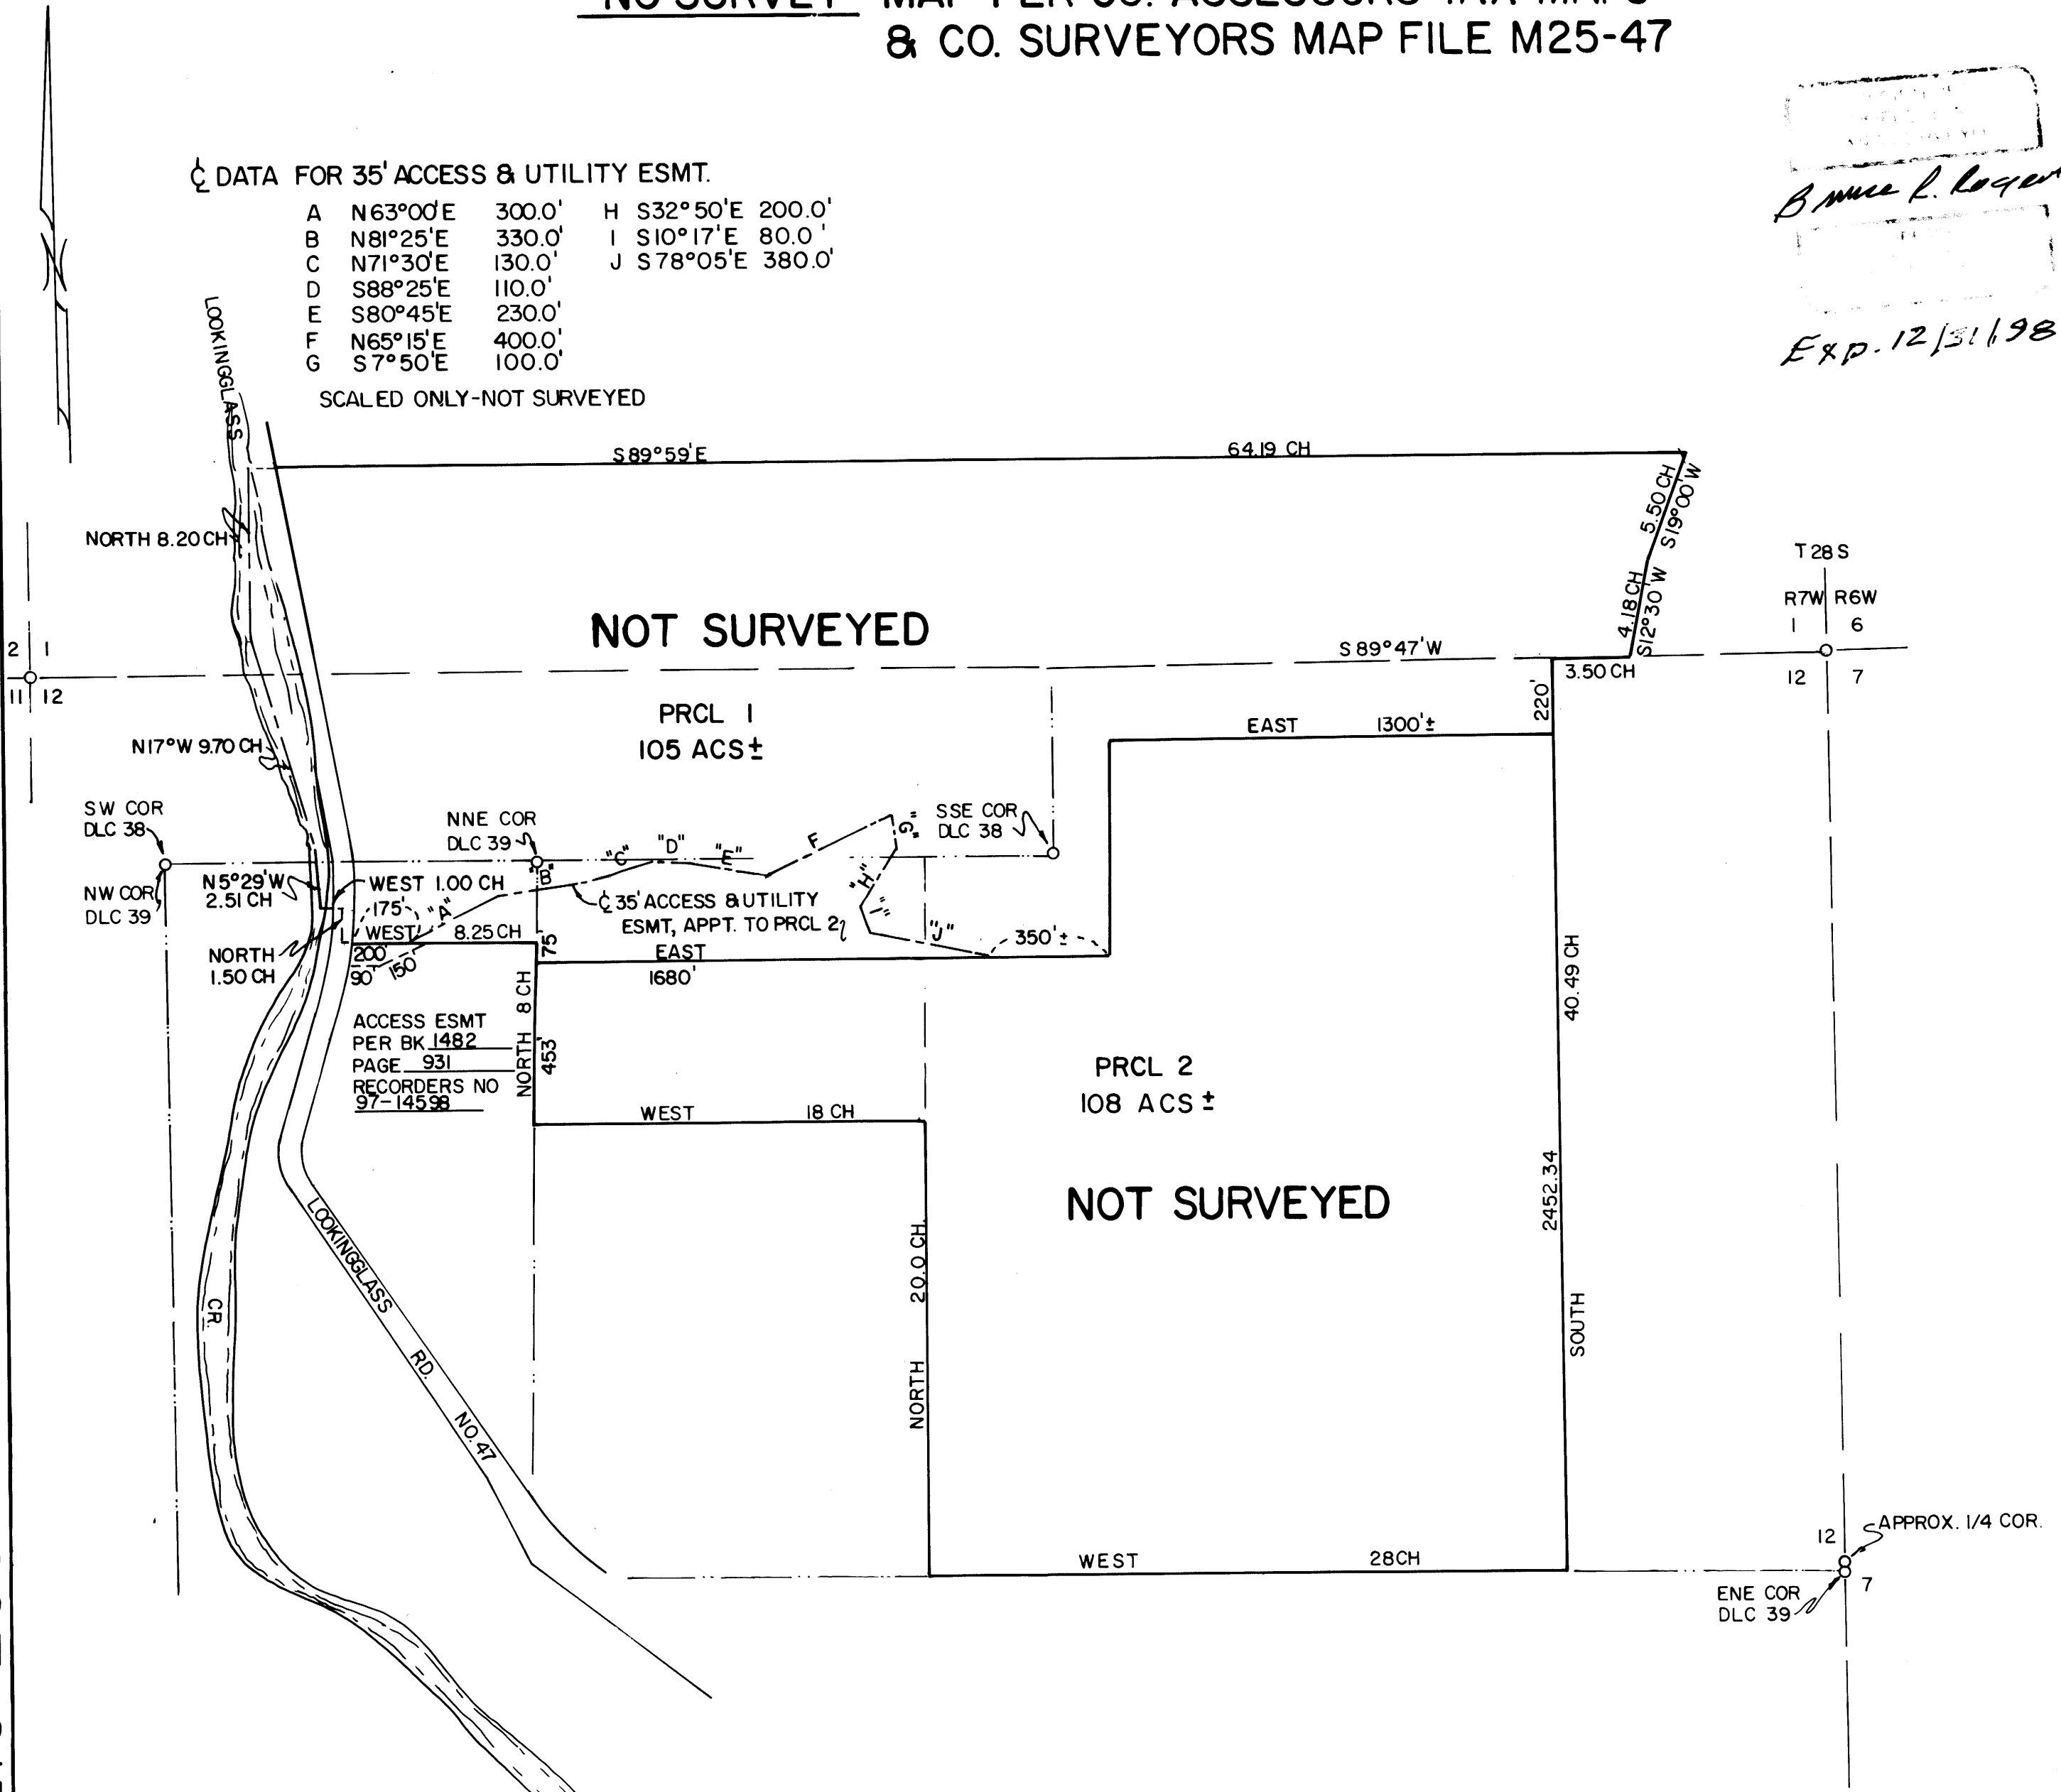 "NO SURVEY" MAP PER CO. ASSESSORS TAX MAPS
& CO. SURVEYORS MAP FILE M25-47
Bruce R. Rogers
Exp. 12/31/98
℄ DATA FOR 35' ACCESS & UTILITY ESMT.
A N63°00'E 300.0' H S32°50'E 200.0'
B N81°25'E 330.0' I S10°17'E 80.0'
C N71°30'E 130.0' J S78°05'E 380.0'
D S88°25'E 110.0'
E S80°45'E 230.0'
F N65°15'E 400.0'
G S7°50'E 100.0'
SCALED ONLY-NOT SURVEYED
LOOKINGGLASS
S89°59'E 64.19 CH
5.50 CH
S19°00'W
4.18 CH
S12°30'W
NORTH 8.20 CH
T 28 S
R7W R6W
1 6
12 7
NOT SURVEYED
2 1
11 12
S 89°47'W
3.50 CH
220'
PRCL 1
105 ACS±
EAST 1300'±
N17°W 9.70 CH
SW COR
DLC 38
NNE COR
DLC 39
SSE COR
DLC 38
NW COR
DLC 39
N5°29'W
2.51 CH
WEST 1.00 CH
175'
"A"
"B"
"C"
"D"
"E"
F
"G"
"H"
"I"
"J"
℄ 35' ACCESS & UTILITY
ESMT, APPT. TO PRCL 2
WEST 8.25 CH
75
350'±
NORTH
1.50 CH
200'
90'
150'
EAST
1680'
ACCESS ESMT
PER BK 1482
PAGE 931
RECORDERS NO
97-14598
NORTH 8 CH
453'
40.49 CH
PRCL 2
108 ACS±
WEST 18 CH
NOT SURVEYED
2452.34
SOUTH
NORTH 20.0 CH.
LOOKINGGLASS RD. NO. 47
CR.
WEST 28CH
12
APPROX. 1/4 COR.
7
ENE COR
DLC 39